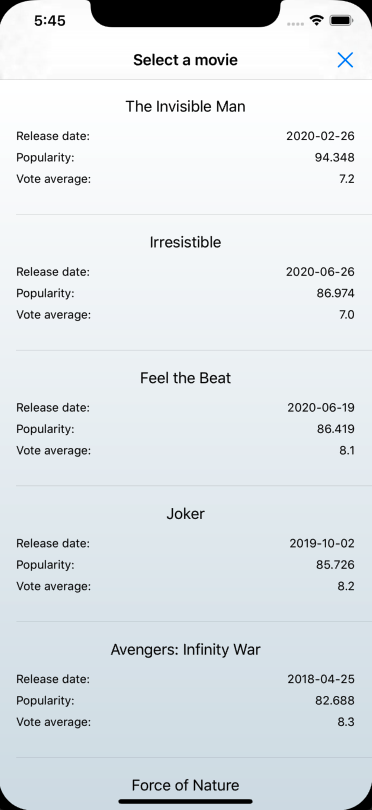 5:45
Select a movie
The Invisible Man
Release date: 2020-02-26
Popularity: 94.348
Vote average: 7.2
Irresistible
Release date: 2020-06-26
Popularity: 86.974
Vote average: 7.0
Feel the Beat
Release date: 2020-06-19
Popularity: 86.419
Vote average: 8.1
Joker
Release date: 2019-10-02
Popularity: 85.726
Vote average: 8.2
Avengers: Infinity War
Release date: 2018-04-25
Popularity: 82.688
Vote average: 8.3
Force of Nature